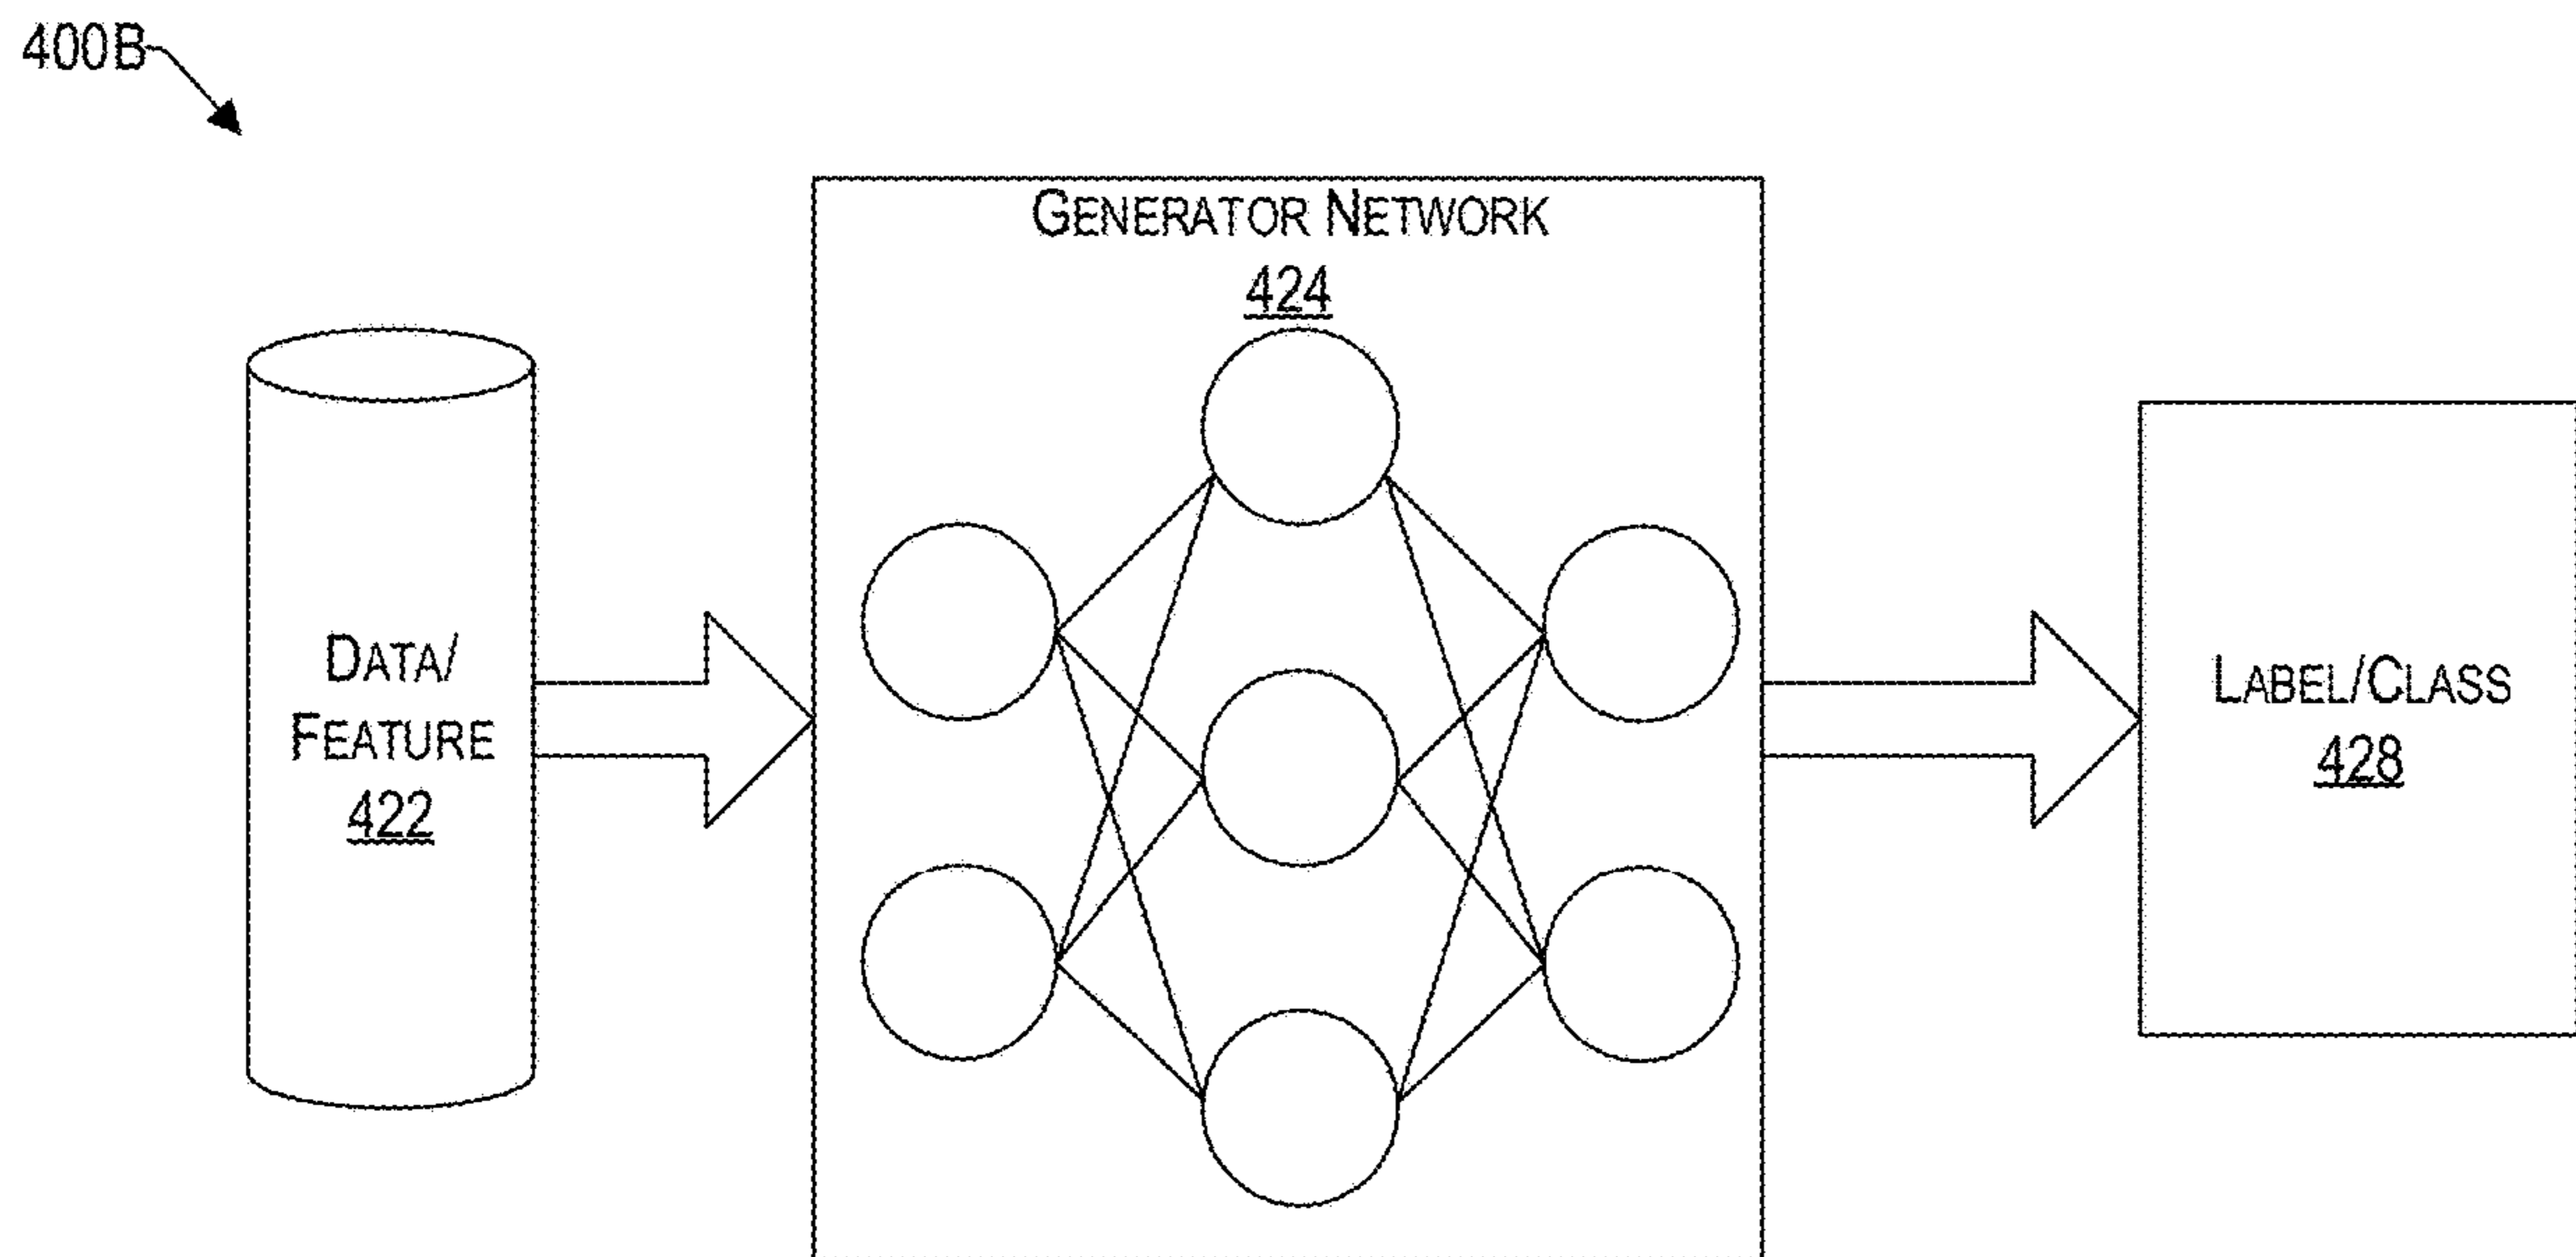 400B
GENERATOR NETWORK
424
DATA/
FEATURE
422
LABEL/CLASS
428